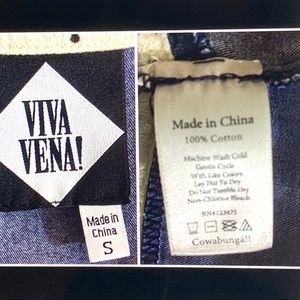 VIVA
VENA!
Made in
China
S
Made in China
100% Cotton
Machine Wash Cold
Gentle Cycle
With Like Colors
Lay Flat To Dry
Do Not Tumble Dry
Non-Chlorine Bleach
RN#123475
Cowabunga!!